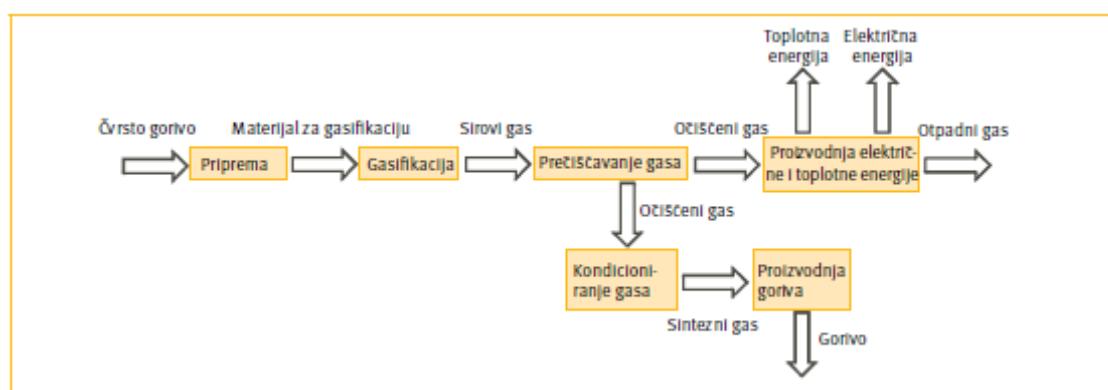 Toplotna
energija
Električna
energija
Čvrsto gorivo
Materijal za gasifikaciju
Sirovi gas
Očišćeni gas
Otpadni gas
Priprema
Gasifikacija
Prečišćavanje gasa
Proizvodnja električ-
ne i toplotne energije
Očišćeni gas
Kondicioni-
ranje gasa
Proizvodnja
goriva
Sintezni gas
Gorivo